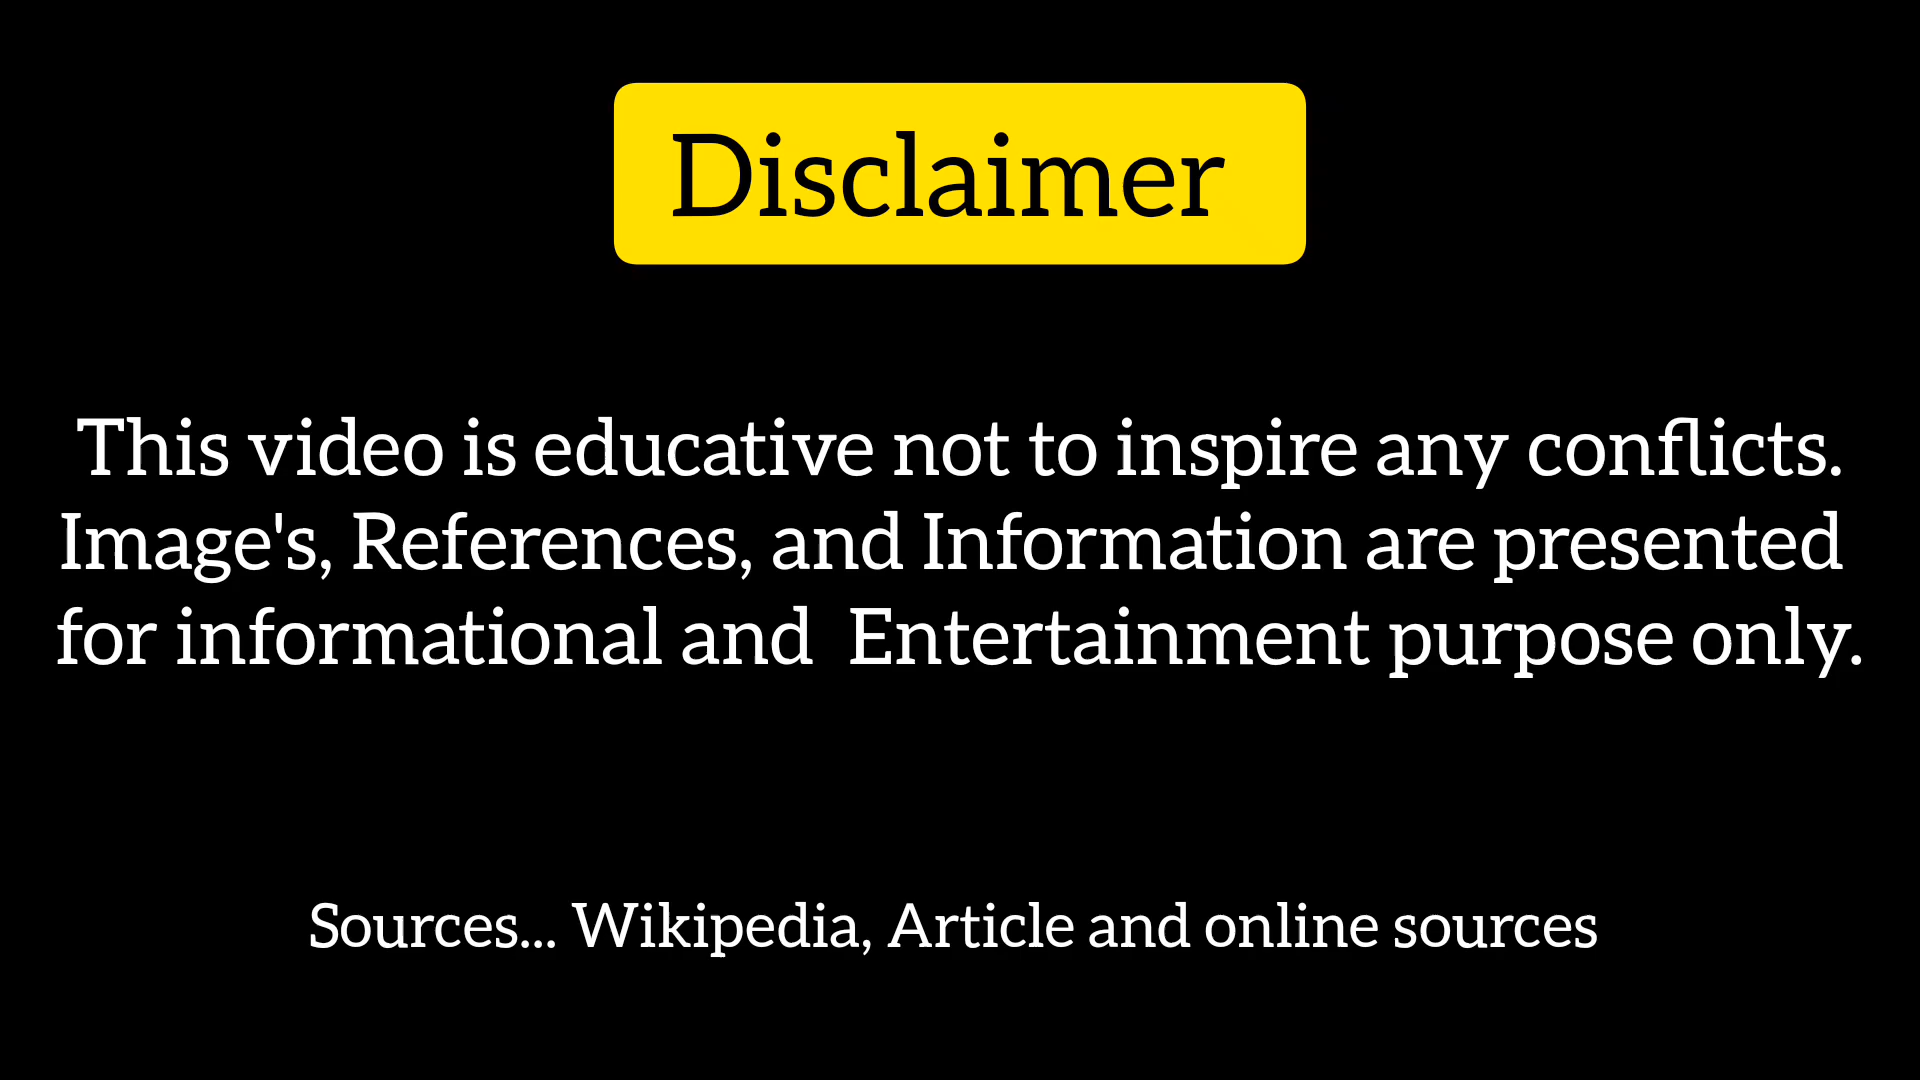 Disclaimer
This video is educative not to inspire any conflicts.
Image's, References, and Information are presented
for informational and  Entertainment purpose only.
Sources... Wikipedia, Article and online sources